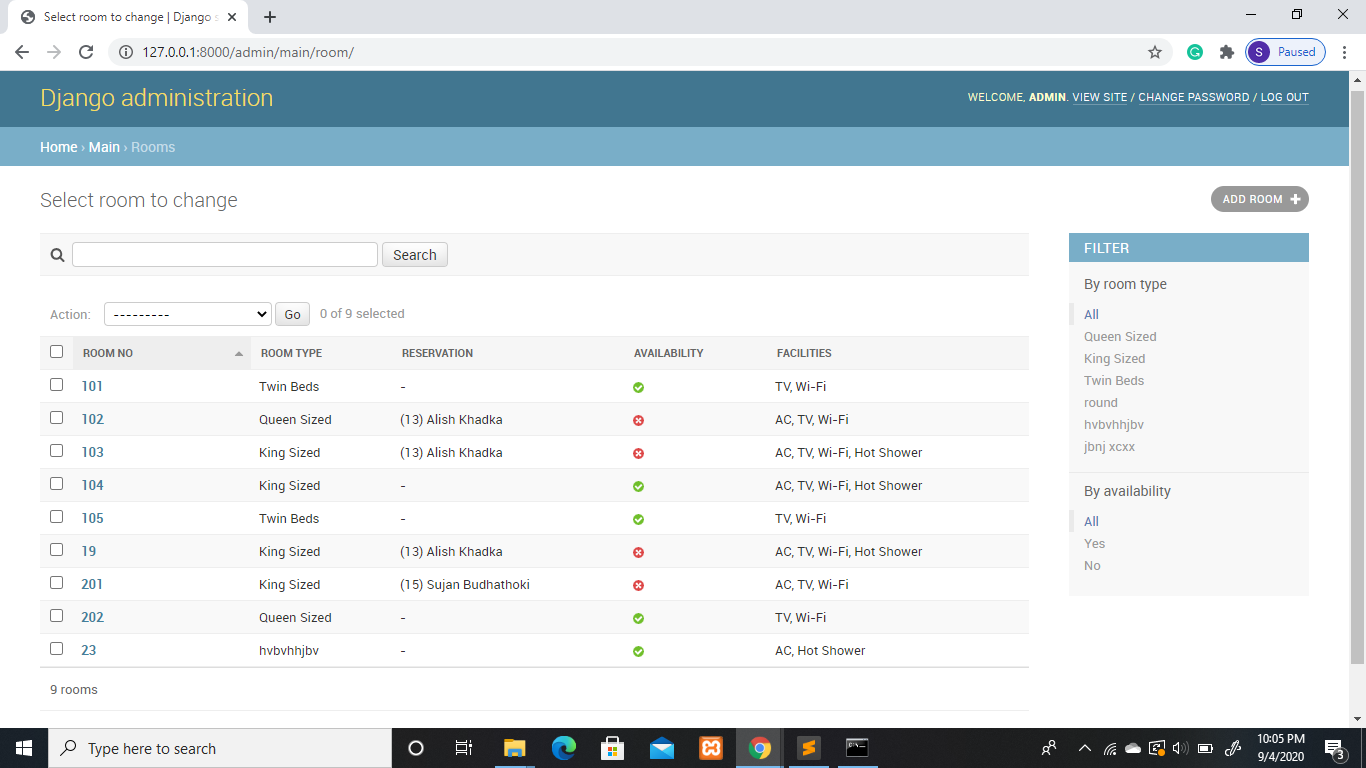 Select room to change | Django s
127.0.0.1:8000/admin/main/room/
S Paused
Django administration
WELCOME, ADMIN. VIEW SITE / CHANGE PASSWORD / LOG OUT
Home › Main › Rooms
Select room to change
ADD ROOM +
Search
Action: --------- Go 0 of 9 selected
ROOM NO ROOM TYPE RESERVATION AVAILABILITY FACILITIES
101 Twin Beds - TV, Wi-Fi
102 Queen Sized (13) Alish Khadka AC, TV, Wi-Fi
103 King Sized (13) Alish Khadka AC, TV, Wi-Fi, Hot Shower
104 King Sized - AC, TV, Wi-Fi, Hot Shower
105 Twin Beds - TV, Wi-Fi
19 King Sized (13) Alish Khadka AC, TV, Wi-Fi, Hot Shower
201 King Sized (15) Sujan Budhathoki AC, TV, Wi-Fi
202 Queen Sized - TV, Wi-Fi
23 hvbvhhjbv - AC, Hot Shower
9 rooms
FILTER
By room type
All
Queen Sized
King Sized
Twin Beds
round
hvbvhhjbv
jbnj xcxx
By availability
All
Yes
No
Type here to search
10:05 PM
9/4/2020
3